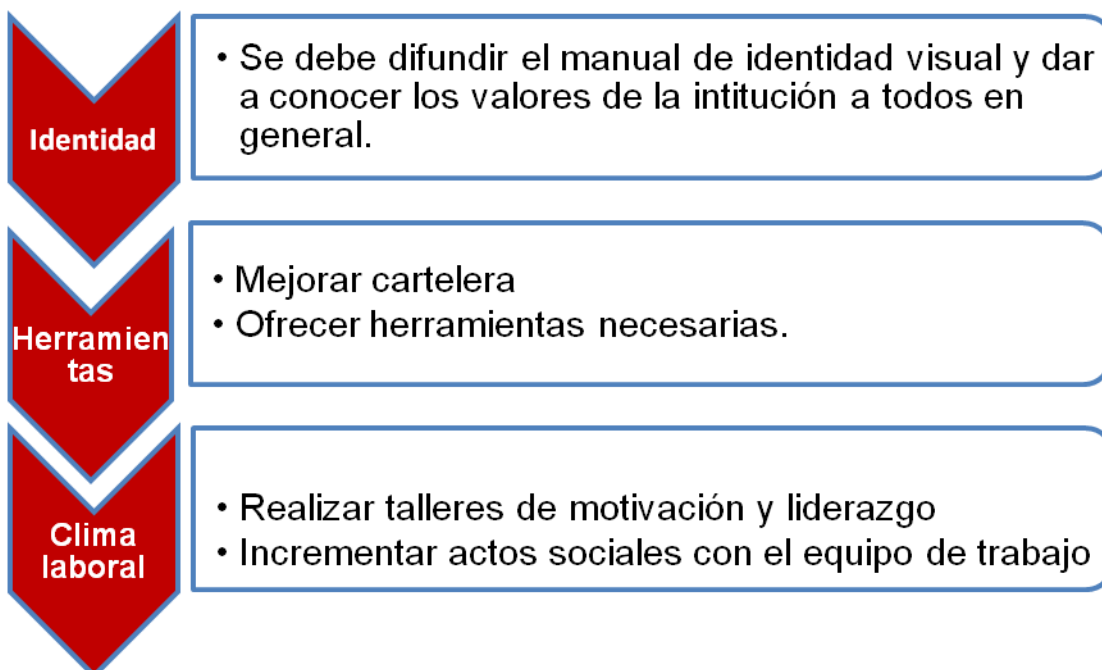 Identidad
• Se debe difundir el manual de identidad visual y dar
a conocer los valores de la intitución a todos en
general.
Herramien
tas
• Mejorar cartelera
• Ofrecer herramientas necesarias.
Clima
laboral
• Realizar talleres de motivación y liderazgo
• Incrementar actos sociales con el equipo de trabajo